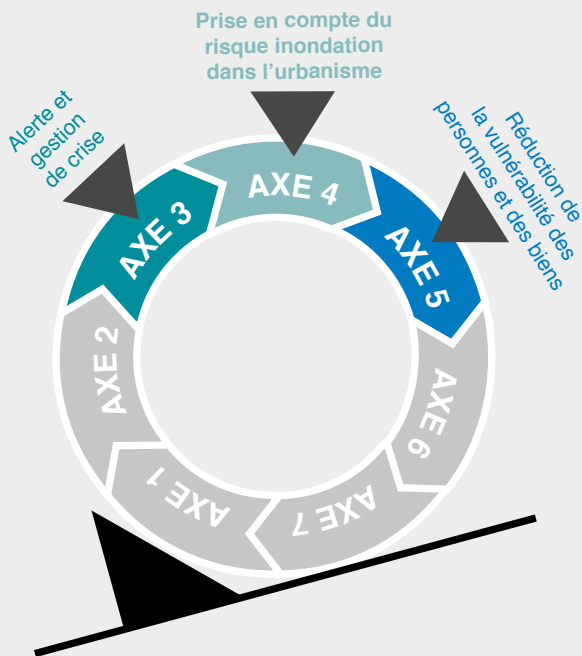 Prise en compte du
risque inondation
dans l'urbanisme
Alerte et
gestion
de crise
Réduction de
la vulnérabilité des
personnes et des biens
AXE 1
AXE 2
AXE 3
AXE 4
AXE 5
AXE 6
AXE 7